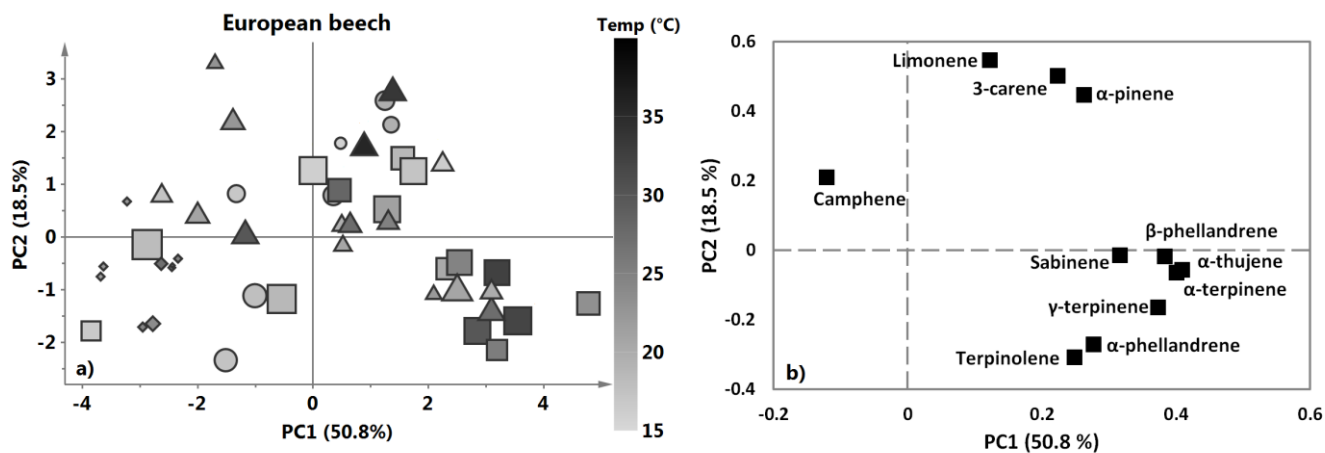 European beech
Temp (°C)
3
2
1
0
-1
-2
PC2 (18.5%)
a)
-4
-2
0
2
4
PC1 (50.8%)
35
30
25
20
15
0.6
0.4
0.2
0
-0.2
-0.4
PC2 (18.5 %)
Limonene
3-carene
α-pinene
Camphene
β-phellandrene
Sabinene
α-thujene
α-terpinene
γ-terpinene
α-phellandrene
Terpinolene
b)
-0.2
0
0.2
0.4
0.6
PC1 (50.8 %)